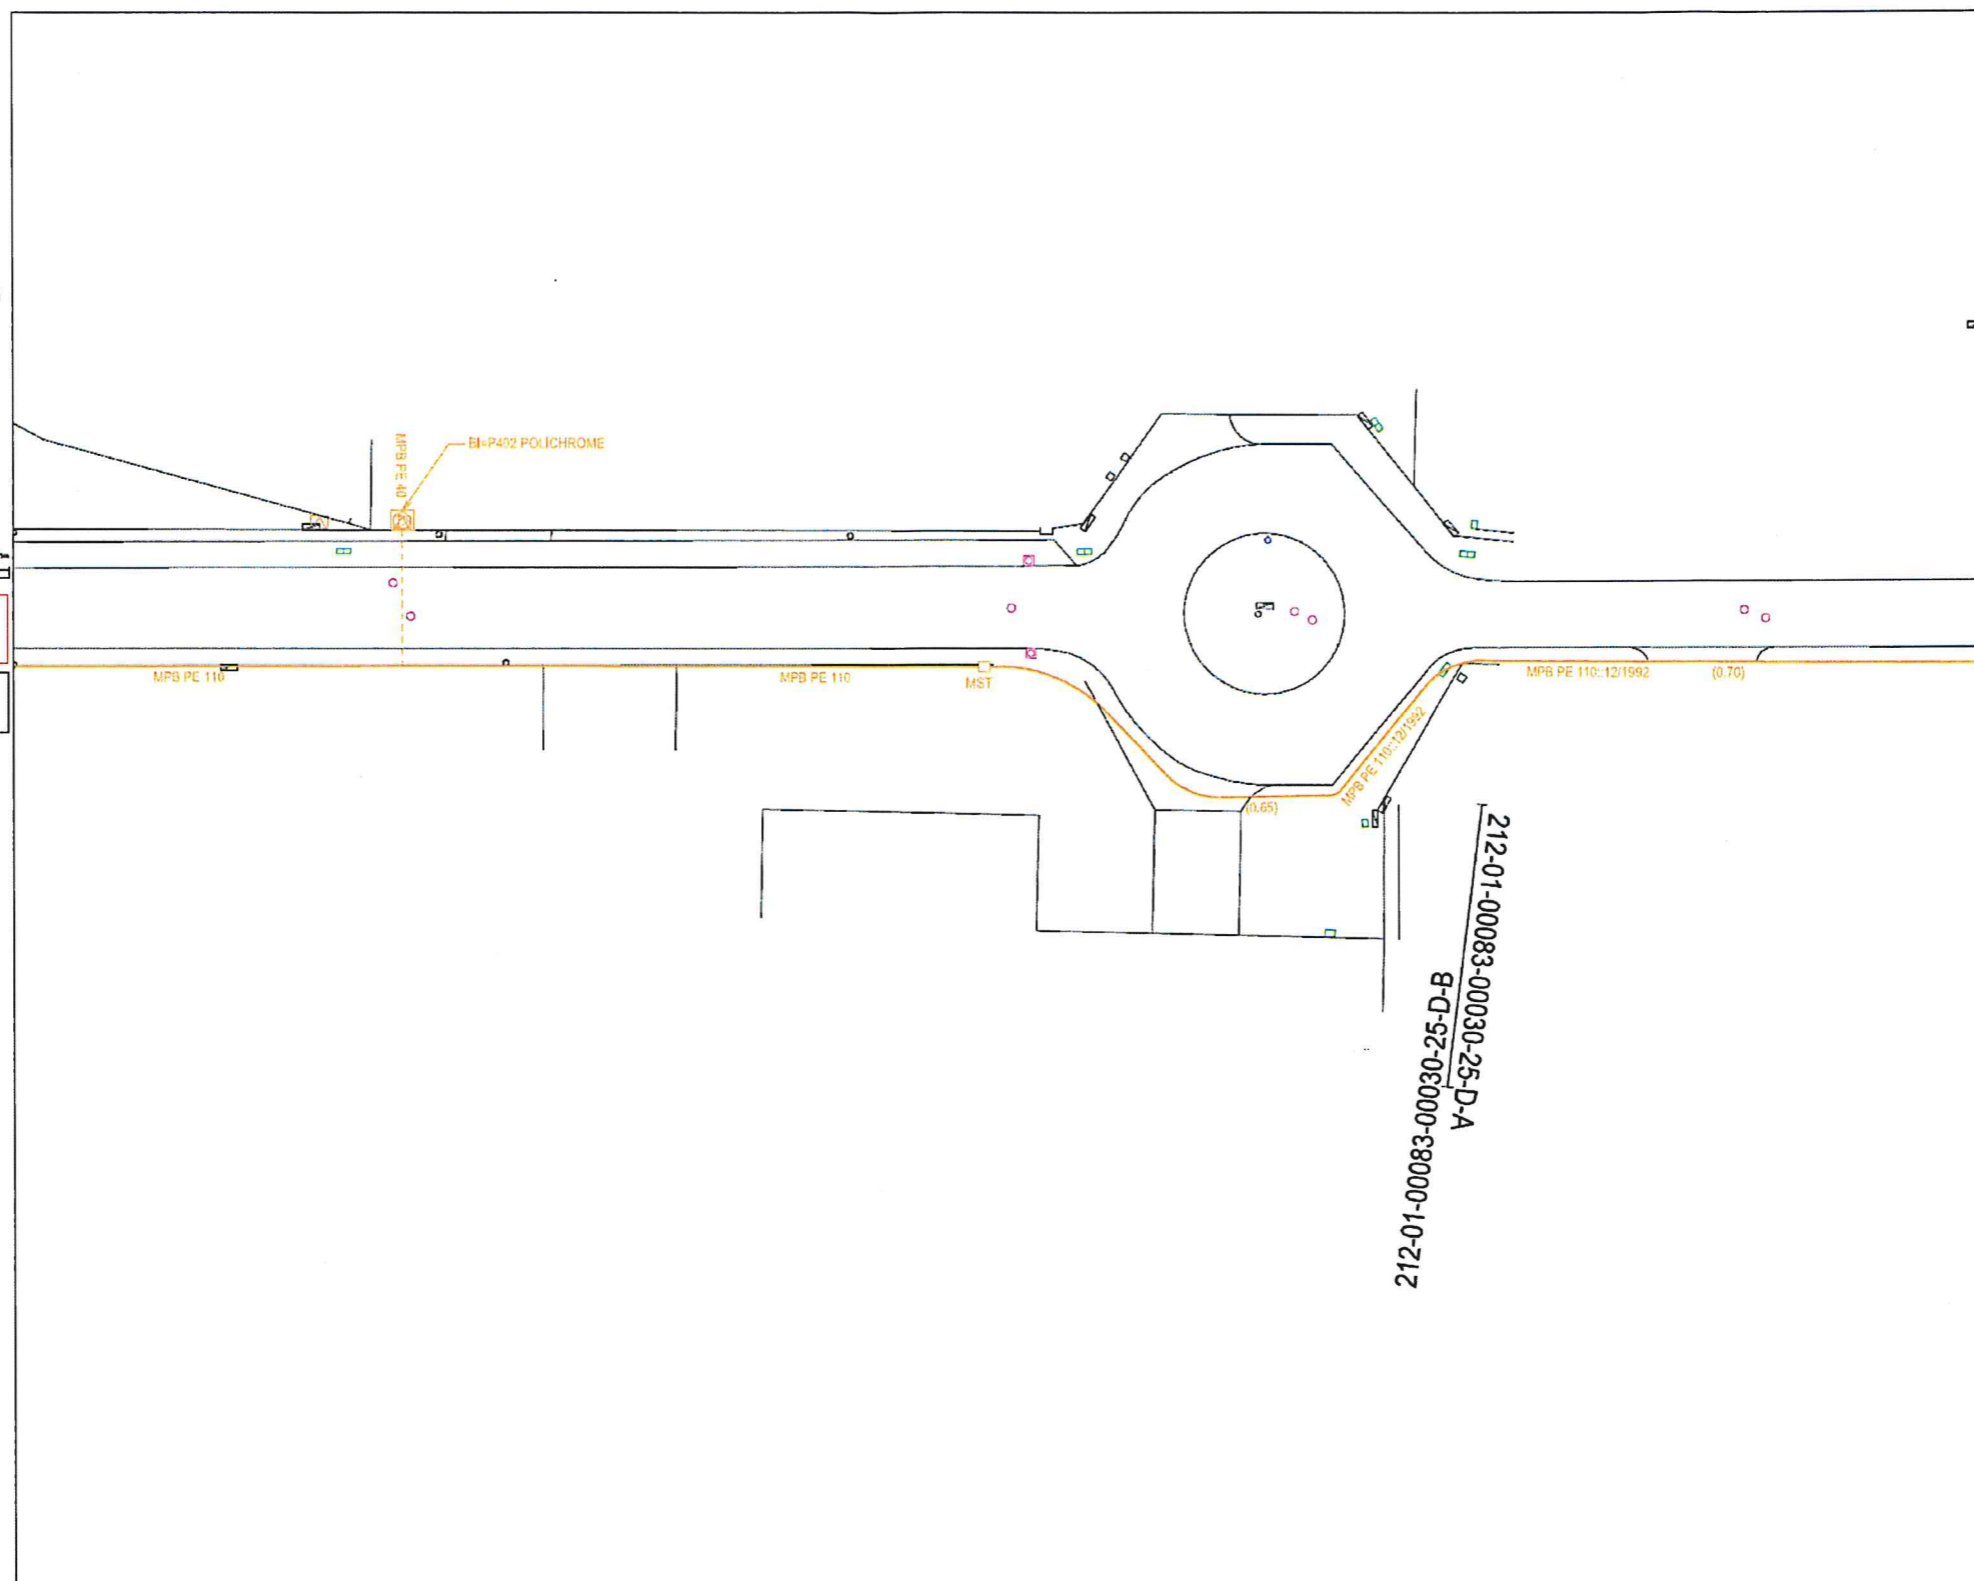 BI=P402 POLICHROME
MPB PE 40
MPB PE 110
MPB PE 110
MST
MPB PE 110::12/1992
(0.70)
MPB PE 110::12/1992
(0.65)
212-01-00083-00030-25-D-A
212-01-00083-00030-25-D-B